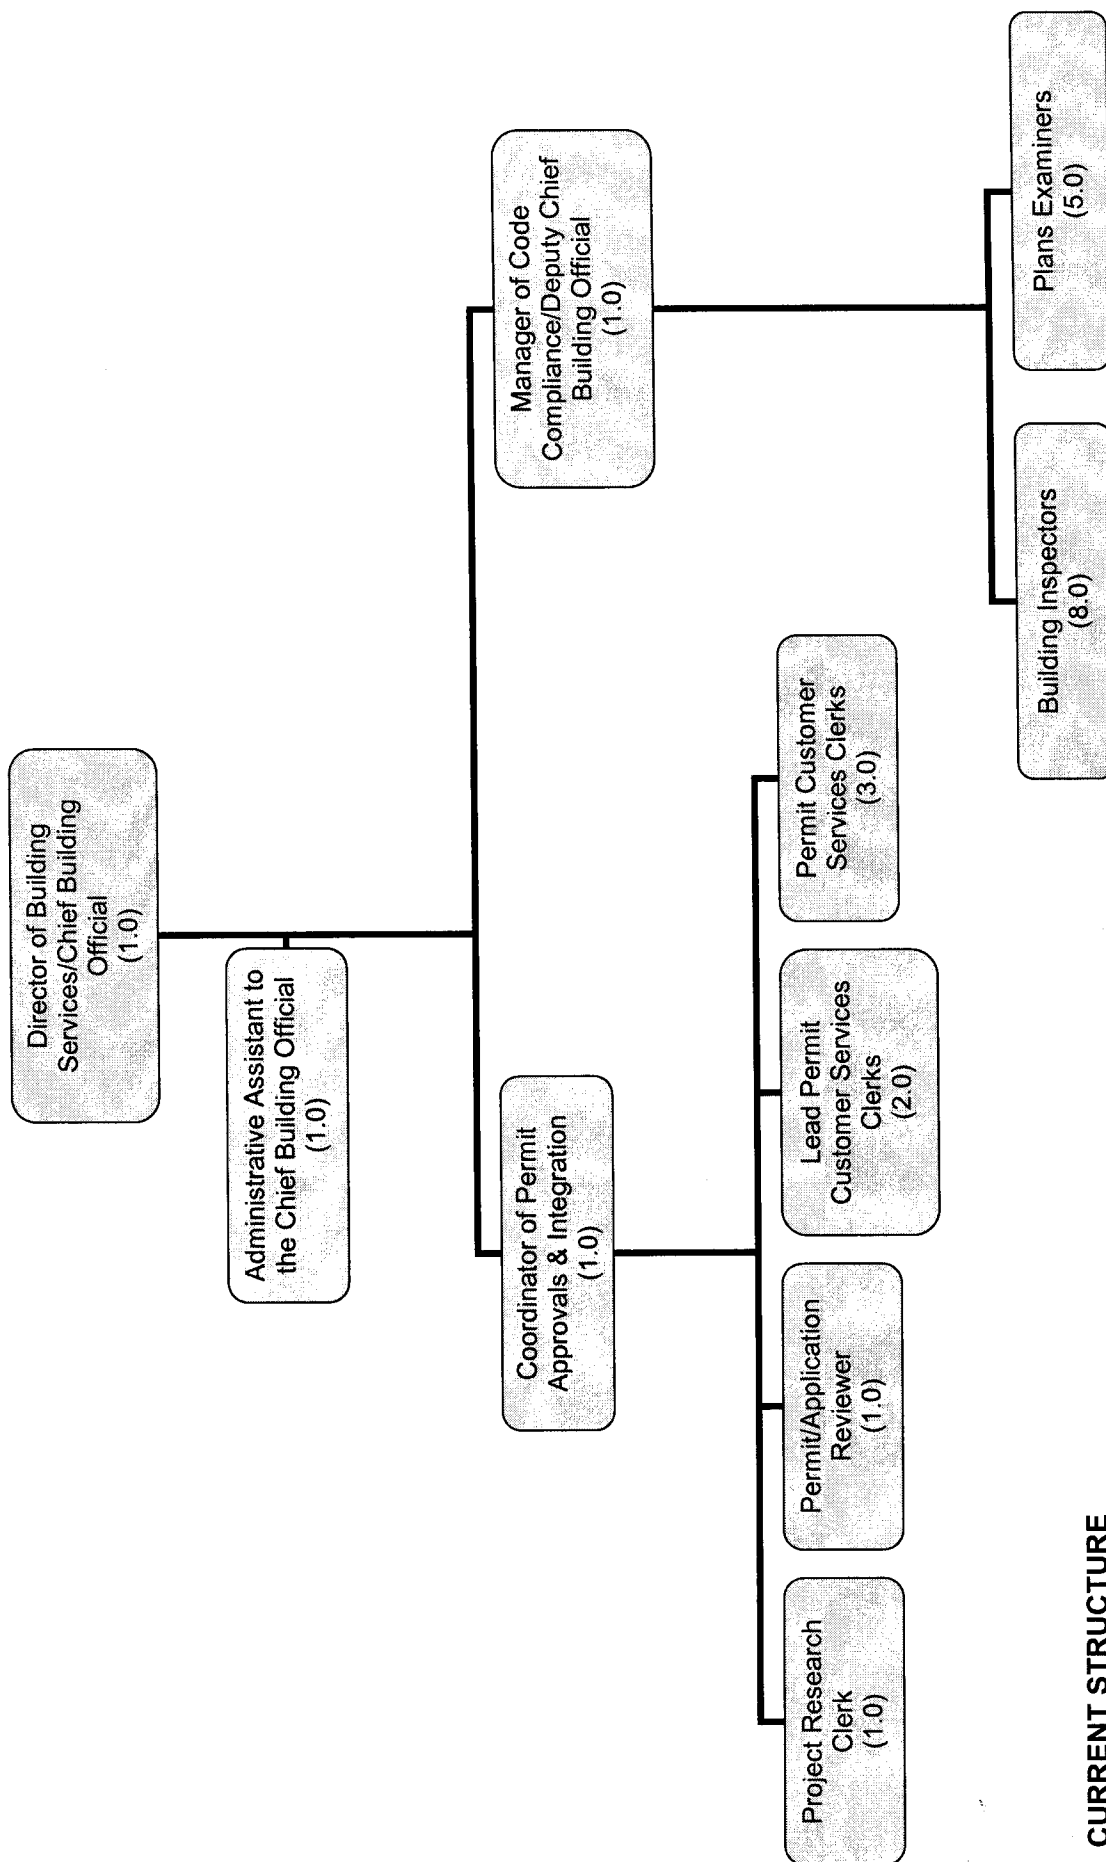 Director of Building
Services/Chief Building
Official
(1.0)
Administrative Assistant to
the Chief Building Official
(1.0)
Coordinator of Permit
Approvals & Integration
(1.0)
Manager of Code
Compliance/Deputy Chief
Building Official
(1.0)
Project Research
Clerk
(1.0)
Permit/Application
Reviewer
(1.0)
Lead Permit
Customer Services
Clerks
(2.0)
Permit Customer
Services Clerks
(3.0)
Building Inspectors
(8.0)
Plans Examiners
(5.0)
CURRENT STRUCTURE